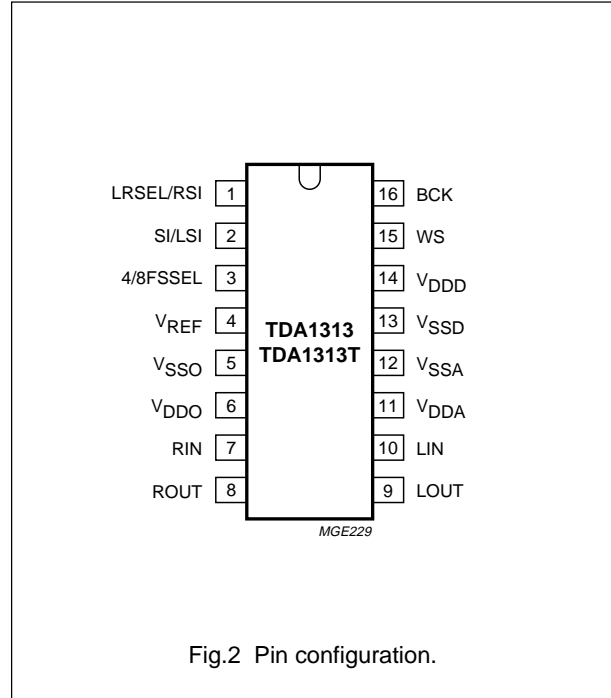 LRSEL/RSI 1 16 BCK
SI/LSI 2 15 WS
4/8FSSEL 3 14 VDDD
VREF 4 13 VSSD
TDA1313
TDA1313T
VSSO 5 12 VSSA
VDDO 6 11 VDDA
RIN 7 10 LIN
ROUT 8 9 LOUT
MGE229
Fig.2 Pin configuration.